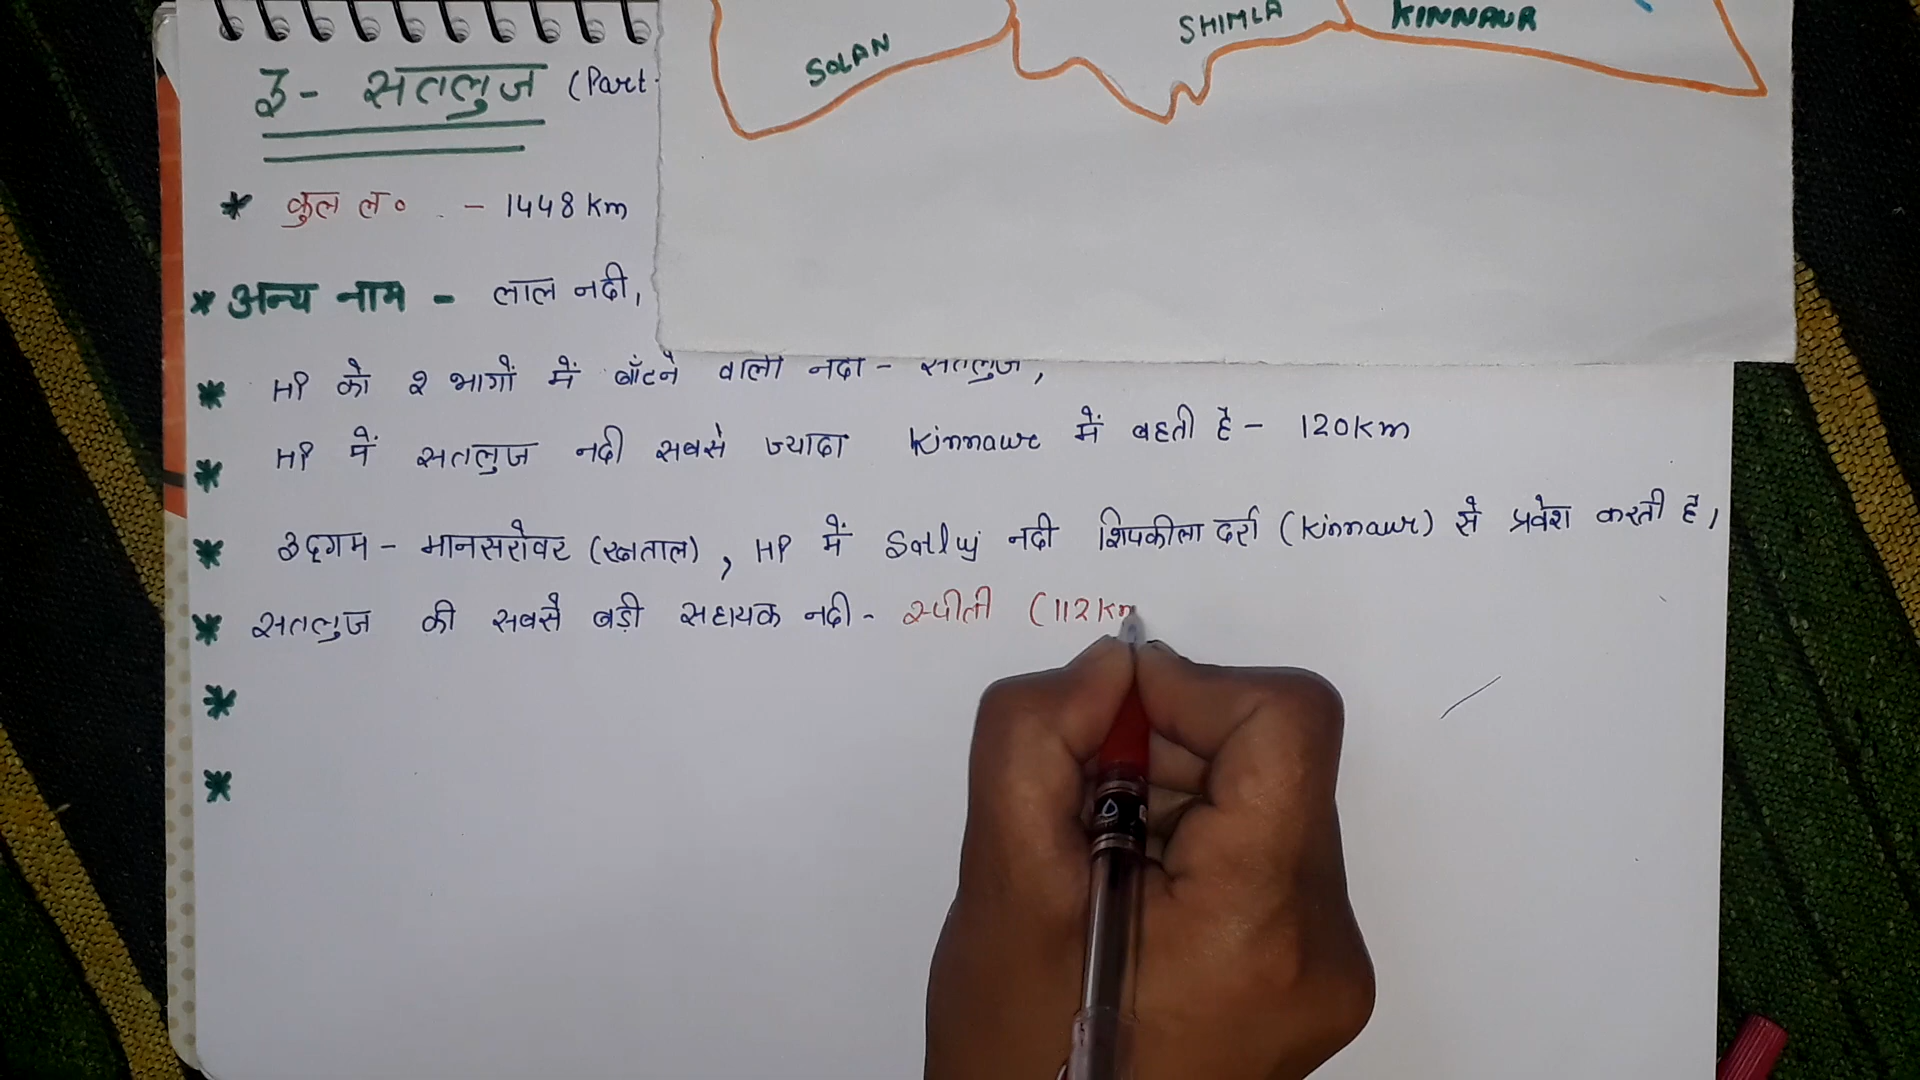 SOLAN
SHIMLA
KINNAUR
3- सतलुज (Part-
* कुल ल० - 1448 Km
* अन्य नाम - लाल नदी,
* HP को 2 भागों में बाँटने वाली नदी - सतलुज,
* HP में सतलुज नदी सबसे ज्यादा Kinnaur में बहती है - 120km
* उद्गम - मानसरोवर (रक्षताल), HP में Satluj नदी शिपकीला दर्रा (Kinnaur) से प्रवेश करती है,
* सतलुज की सबसे बड़ी सहायक नदी - स्पीती (112Km
*
*